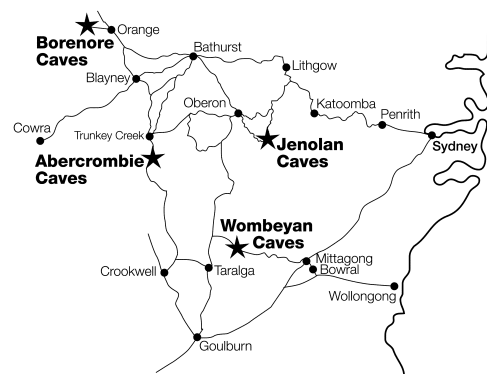 Orange
Borenore
Caves
Bathurst
Lithgow
Blayney
Oberon
Katoomba
Penrith
Cowra
Trunkey Creek
Sydney
Abercrombie
Caves
Jenolan
Caves
Wombeyan
Caves
Mittagong
Bowral
Crookwell
Taralga
Wollongong
Goulburn